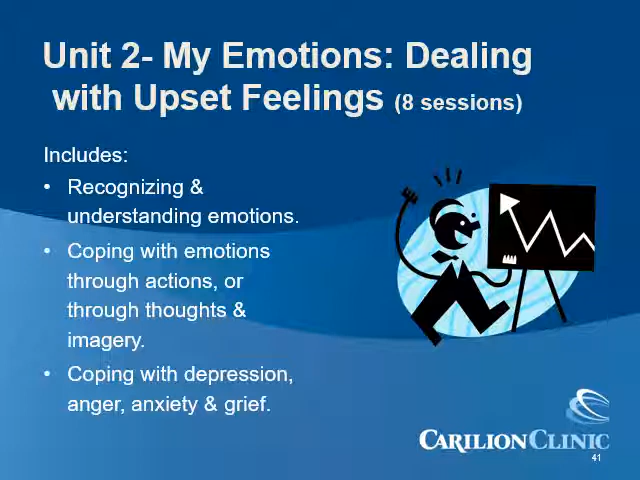 Unit 2- My Emotions: Dealing
with Upset Feelings (8 sessions)
Includes:
• Recognizing &
understanding emotions.
• Coping with emotions
through actions, or
through thoughts &
imagery.
• Coping with depression,
anger, anxiety & grief.
CARILION CLINIC
41